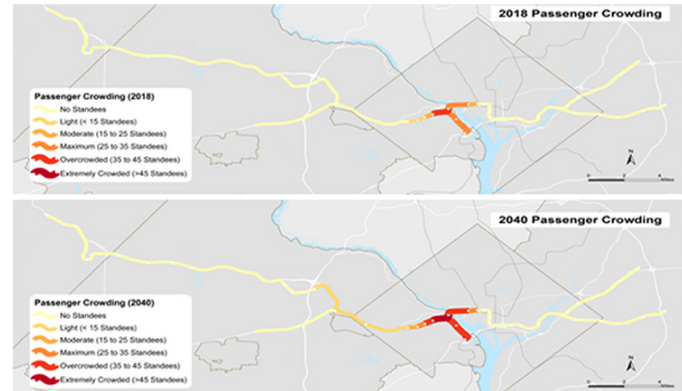 2018 Passenger Crowding
Passenger Crowding (2018)
No Standees
Light (< 15 Standees)
Moderate (15 to 25 Standees)
Maximum (25 to 35 Standees)
Overcrowded (35 to 45 Standees)
Extremely Crowded (>45 Standees)
N
2040 Passenger Crowding
Passenger Crowding (2040)
No Standees
Light (< 15 Standees)
Moderate (15 to 25 Standees)
Maximum (25 to 35 Standees)
Overcrowded (35 to 45 Standees)
Extremely Crowded (>45 Standees)
N